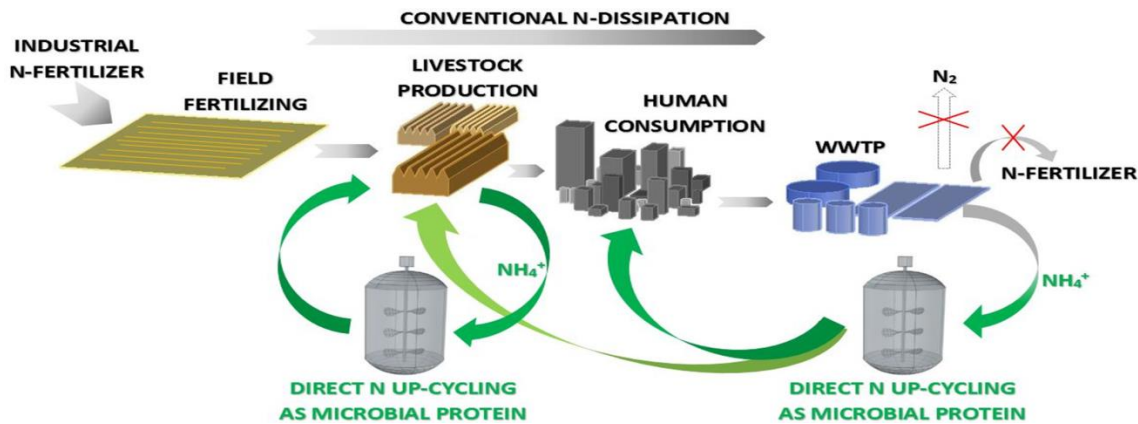 CONVENTIONAL N-DISSIPATION
INDUSTRIAL
N-FERTILIZER
FIELD
FERTILIZING
LIVESTOCK
PRODUCTION
HUMAN
CONSUMPTION
WWTP
N₂
N-FERTILIZER
NH₄⁺
NH₄⁺
DIRECT N UP-CYCLING
AS MICROBIAL PROTEIN
DIRECT N UP-CYCLING
AS MICROBIAL PROTEIN